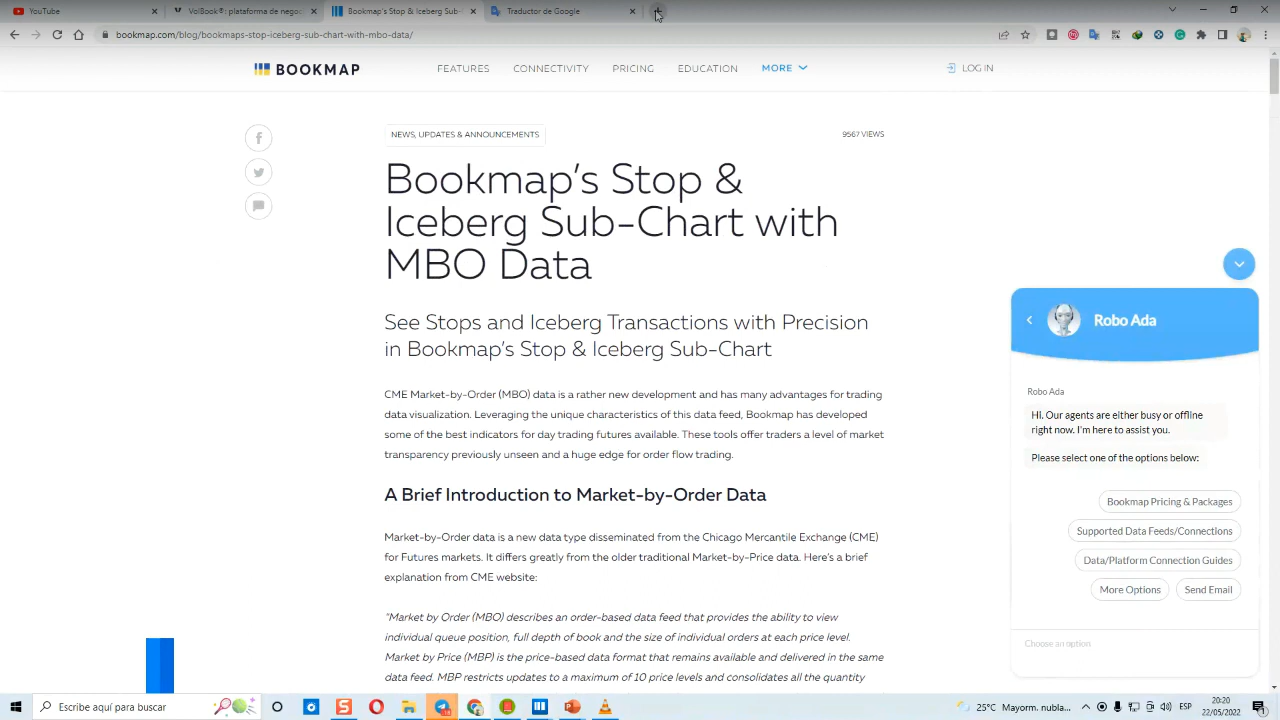 YouTube
VolBook®: plataforma de negoc
Bookmap's Stop & Iceberg Sub-
Traductor de Google
bookmap.com/blog/bookmaps-stop-iceberg-sub-chart-with-mbo-data/
BOOKMAP
FEATURES
CONNECTIVITY
PRICING
EDUCATION
MORE
LOG IN
NEWS, UPDATES & ANNOUNCEMENTS
9567 VIEWS
Bookmap's Stop &
Iceberg Sub-Chart with
MBO Data
See Stops and Iceberg Transactions with Precision
in Bookmap's Stop & Iceberg Sub-Chart
CME Market-by-Order (MBO) data is a rather new development and has many advantages for trading
data visualization. Leveraging the unique characteristics of this data feed, Bookmap has developed
some of the best indicators for day trading futures available. These tools offer traders a level of market
transparency previously unseen and a huge edge for order flow trading.
A Brief Introduction to Market-by-Order Data
Market-by-Order data is a new data type disseminated from the Chicago Mercantile Exchange (CME)
for Futures markets. It differs greatly from the older traditional Market-by-Price data. Here's a brief
explanation from CME website:
"Market by Order (MBO) describes an order-based data feed that provides the ability to view
individual queue position, full depth of book and the size of individual orders at each price level.
Market by Price (MBP) is the price-based data format that remains available and delivered in the same
data feed. MBP restricts updates to a maximum of 10 price levels and consolidates all the quantity
Robo Ada
Robo Ada
HI. Our agents are either busy or offline
right now. I'm here to assist you.
Please select one of the options below:
Bookmap Pricing & Packages
Supported Data Feeds/Connections
Data/Platform Connection Guides
More Options
Send Email
Choose an option
Escribe aquí para buscar
25°C Mayorm. nubla...
ESP
20:20
22/05/2022